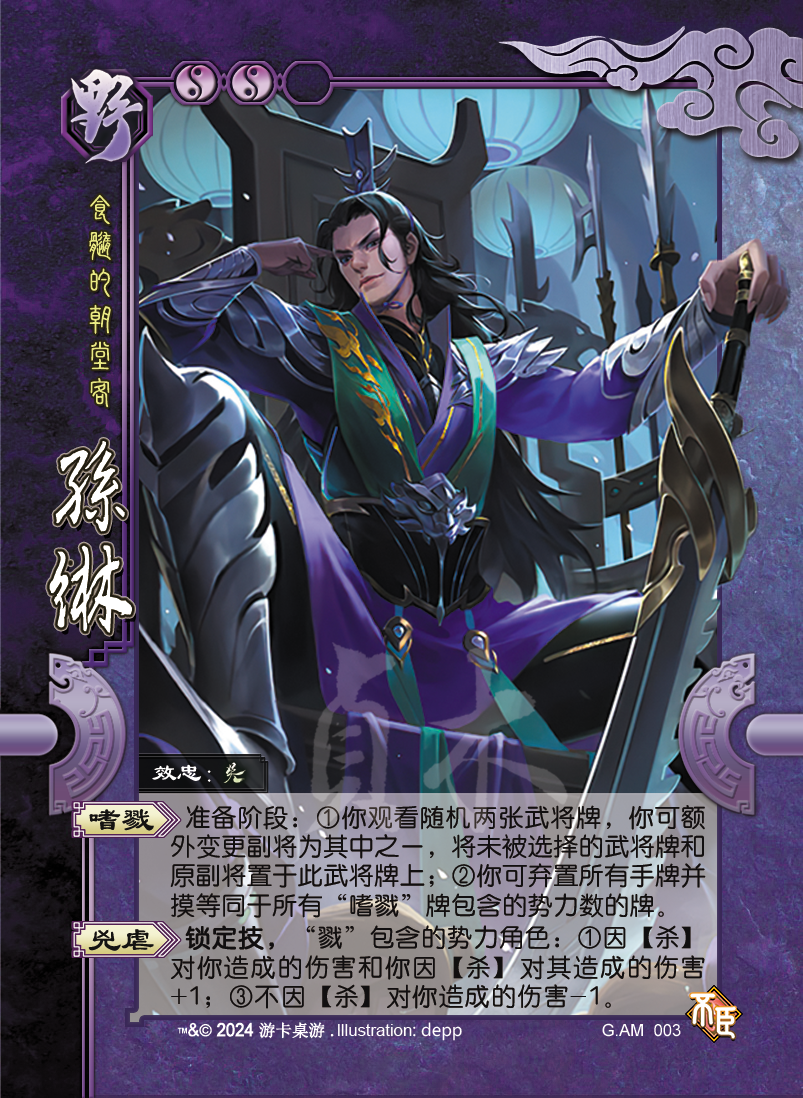 野
食髓的朝堂客
孫綝
效忠：吴
嗜戮 准备阶段：①你观看随机两张武将牌，你可额
外变更副将为其中之一，将未被选择的武将牌和
原副将置于此武将牌上；②你可弃置所有手牌并
摸等同于所有“嗜戮”牌包含的势力数的牌。
兇虐 锁定技，“戮”包含的势力角色：①因【杀】
对你造成的伤害和你因【杀】对其造成的伤害
+1；③不因【杀】对你造成的伤害-1。
™&© 2024 游卡桌游 . Illustration: depp
G.AM 003
不臣